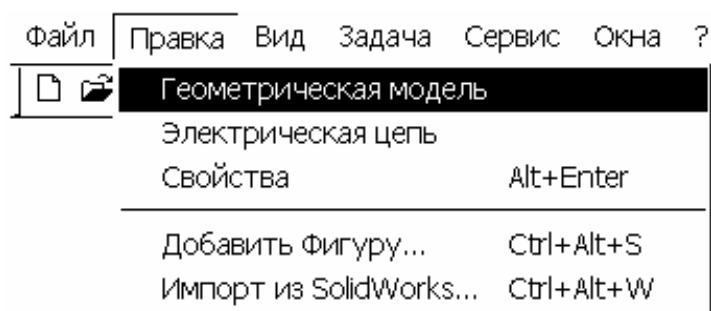 Файл Правка Вид Задача Сервис Окна ?
Геометрическая модель
Электрическая цепь
Свойства Alt+Enter
Добавить Фигуру... Ctrl+Alt+S
Импорт из SolidWorks... Ctrl+Alt+W